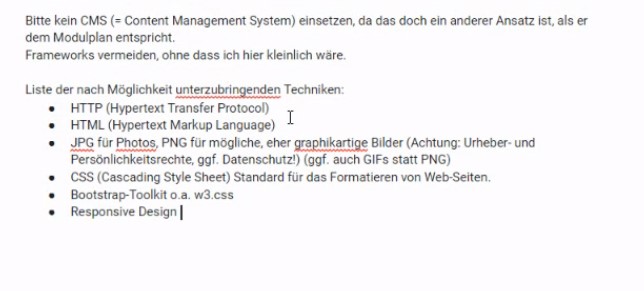 Bitte kein CMS (= Content Management System) einsetzen, da das doch ein anderer Ansatz ist, als er
dem Modulplan entspricht.
Frameworks vermeiden, ohne dass ich hier kleinlich wäre.
Liste der nach Möglichkeit unterzubringenden Techniken:
• HTTP (Hypertext Transfer Protocol)
• HTML (Hypertext Markup Language)
• JPG für Photos, PNG für mögliche, eher graphikartige Bilder (Achtung: Urheber- und
Persönlichkeitsrechte, ggf. Datenschutz!) (ggf. auch GIFs statt PNG)
• CSS (Cascading Style Sheet) Standard für das Formatieren von Web-Seiten.
• Bootstrap-Toolkit o.a. w3.css
• Responsive Design